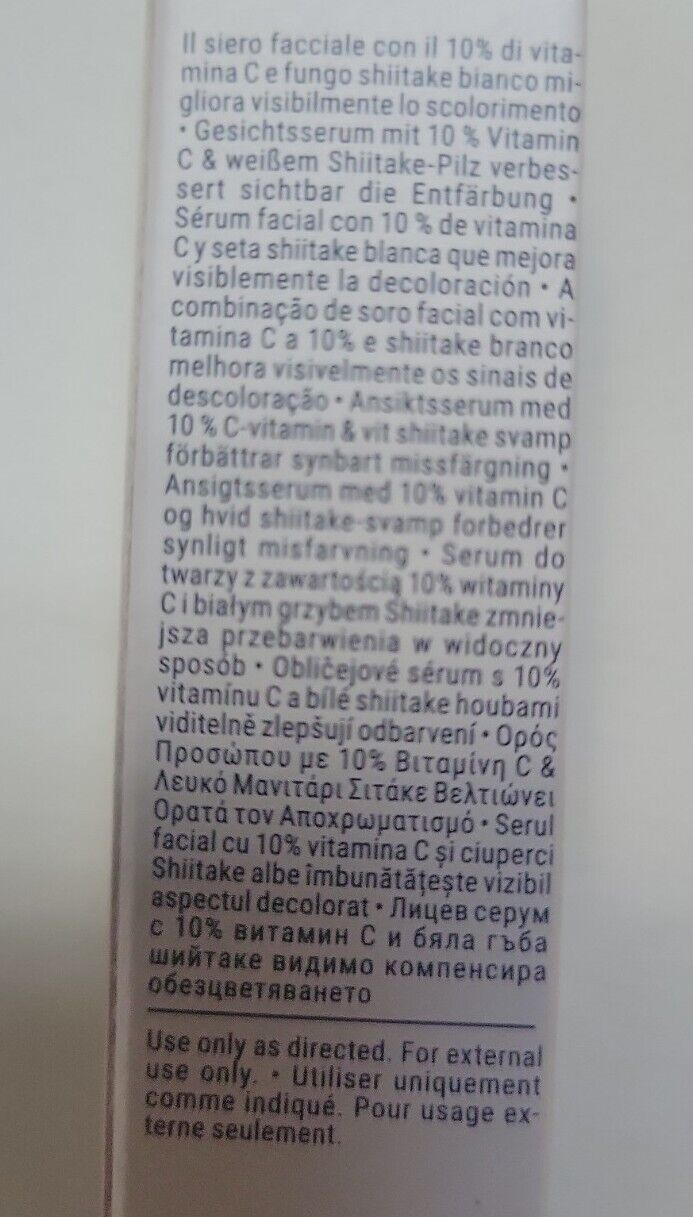 Il siero facciale con il 10% di vita-
mina C e fungo shiitake bianco mi-
gliora visibilmente lo scolorimento
• Gesichtsserum mit 10 % Vitamin
C & weißem Shiitake-Pilz verbes-
sert sichtbar die Entfärbung •
Sérum facial con 10 % de vitamina
C y seta shiitake blanca que mejora
visiblemente la decoloración • A
combinação de soro facial com vi-
tamina C a 10% e shiitake branco
melhora visivelmente os sinais de
descoloração • Ansiktsserum med
10 % C-vitamin & vit shiitake svamp
förbättrar synbart missfärgning •
Ansigtsserum med 10% vitamin C
og hvid shiitake-svamp forbedrer
synligt misfarvning • Serum do
twarzy z zawartością 10% witaminy
C i białym grzybem Shiitake zmnie-
jsza przebarwienia w widoczny
sposób • Obličejové sérum s 10%
vitamínu C a bílé shiitake houbami
viditelně zlepšují odbarvení • Ορός
Προσώπου με 10% Βιταμίνη C &
Λευκό Μανιτάρι Σιτάκε Βελτιώνει
Ορατά τον Αποχρωματισμό • Serul
facial cu 10% vitamina C și ciuperci
Shiitake albe îmbunătățește vizibil
aspectul decolorat • Лицев серум
с 10% витамин С и бяла гъба
шийтаке видимо компенсира
обезцветяването
Use only as directed. For external
use only. • Utiliser uniquement
comme indiqué. Pour usage ex-
terne seulement.